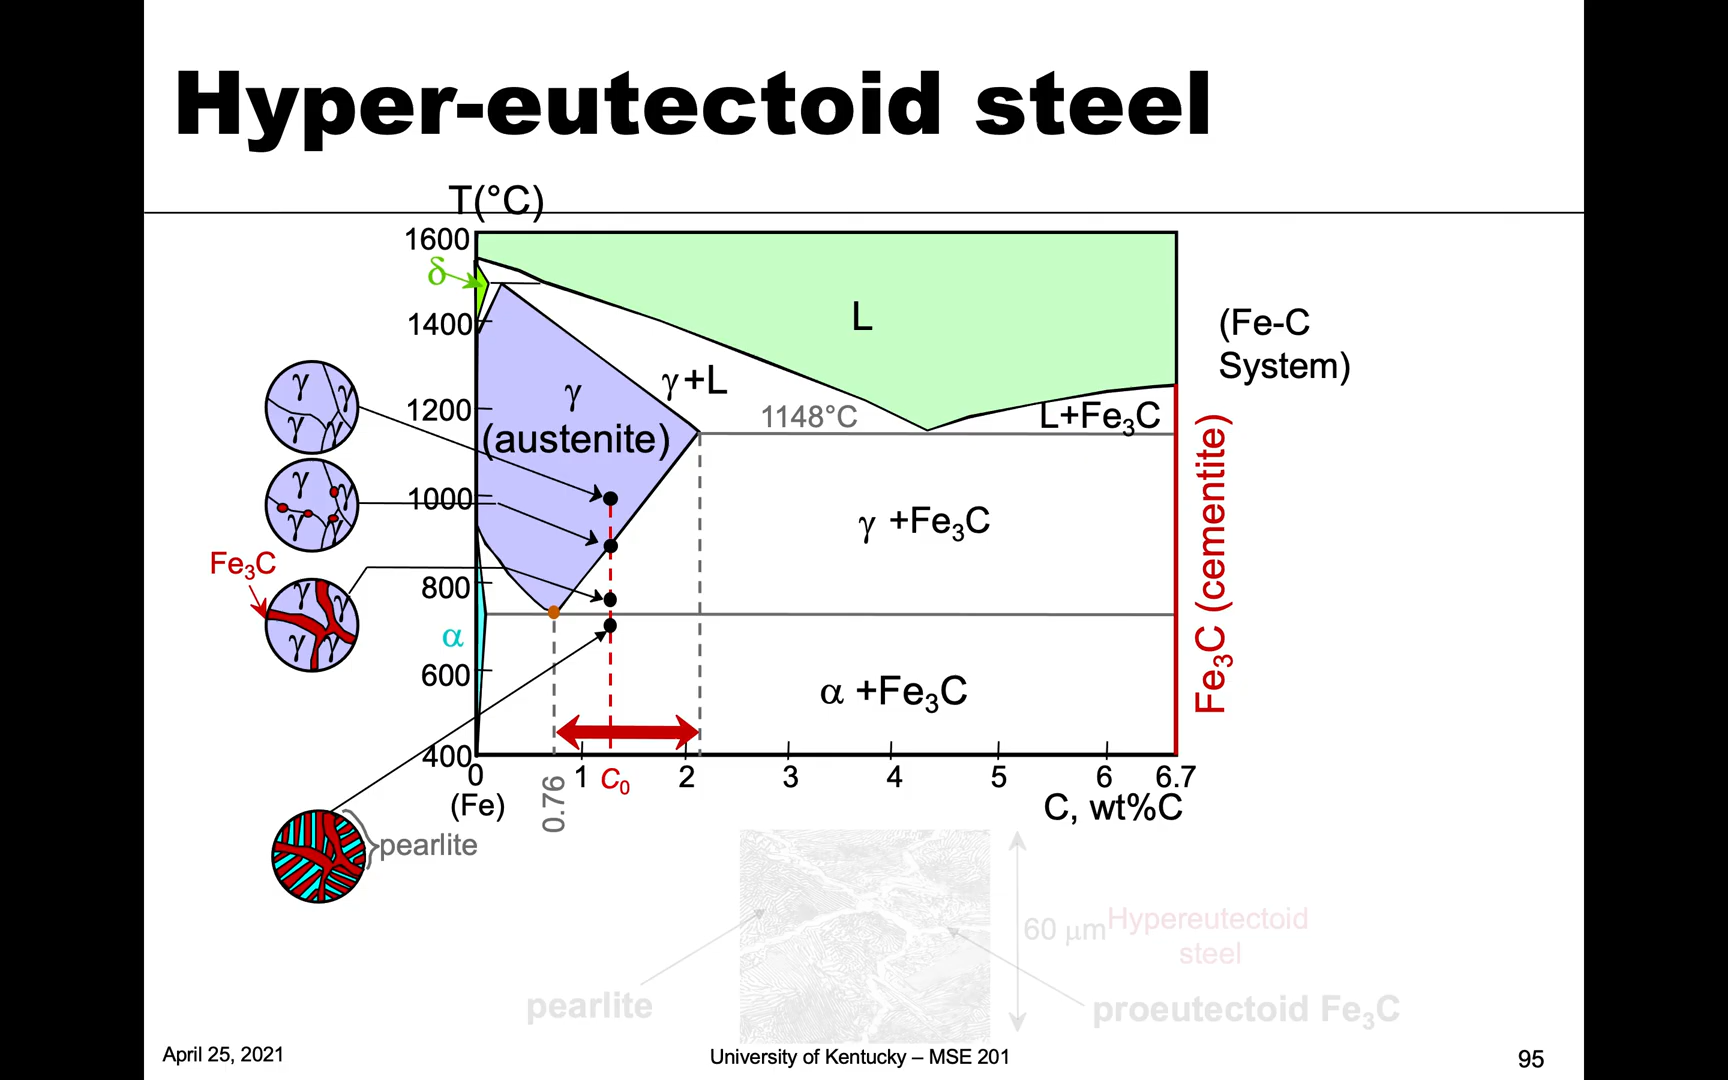 Hyper-eutectoid steel
T(°C)
1600
δ
1400
L
(Fe-C
System)
γ
γ
γ
γ
γ
γ+L
1200
1148°C
L+Fe₃C
(austenite)
γ
γ
γ
γ
1000
γ +Fe₃C
Fe₃C
800
γ
γ
γ
γ
α
600
α +Fe₃C
Fe₃C (cementite)
400
0
1
C₀
2
3
4
5
6
6.7
(Fe)
0.76
C, wt%C
pearlite
60 μm
Hypereutectoid
steel
pearlite
proeutectoid Fe₃C
April 25, 2021
University of Kentucky – MSE 201
95